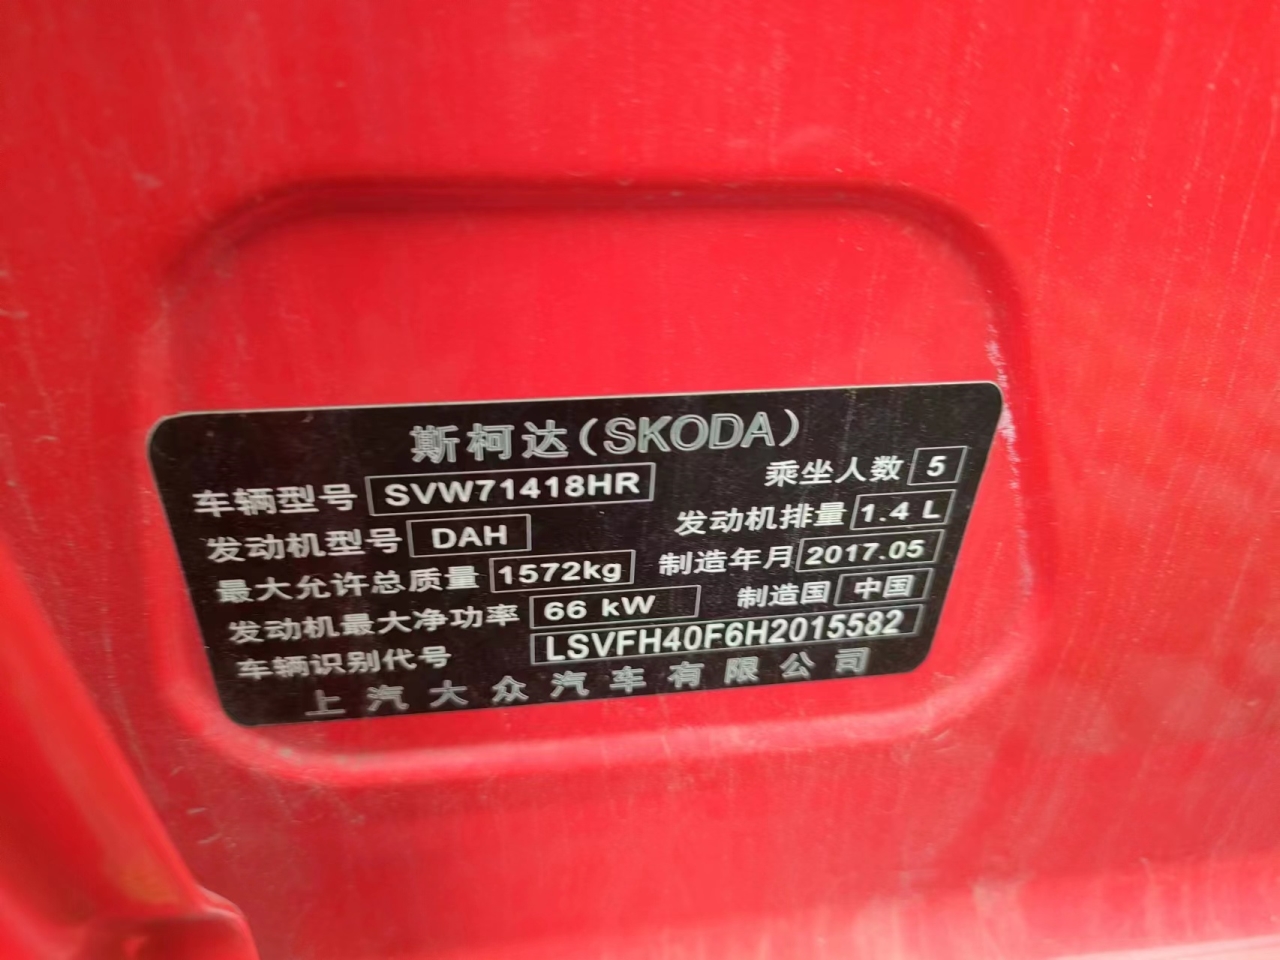 斯柯达(SKODA)
车辆型号 SVW71418HR 乘坐人数 5
发动机型号 DAH 发动机排量 1.4 L
最大允许总质量 1572kg 制造年月 2017.05
发动机最大净功率 66 kW 制造国 中国
车辆识别代号 LSVFH40F6H2015582
上汽大众汽车有限公司